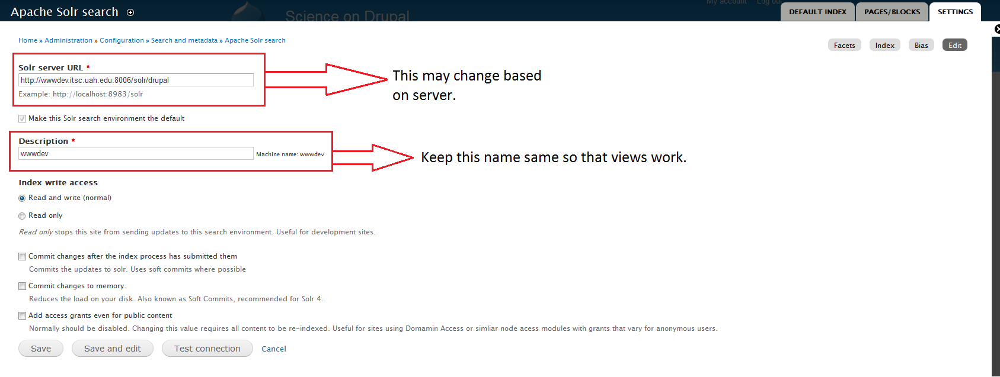 Apache Solr search
My account Log out
Science on Drupal
DEFAULT INDEX
PAGES/BLOCKS
SETTINGS
Home » Administration » Configuration » Search and metadata » Apache Solr search
Facets
Index
Bias
Edit
Solr server URL *
http://wwwdev.itsc.uah.edu:8006/solr/drupal
Example: http://localhost:8983/solr
This may change based
on server.
Make this Solr search environment the default
Description *
wwwdev
Machine name: wwwdev
Keep this name same so that views work.
Index write access
Read and write (normal)
Read only
Read only stops this site from sending updates to this search environment. Useful for development sites.
Commit changes after the index process has submitted them
Commits the updates to solr. Uses soft commits where possible
Commit changes to memory.
Reduces the load on your disk. Also known as Soft Commits, recommended for Solr 4.
Add access grants even for public content
Normally should be disabled. Changing this value requires all content to be re-indexed. Useful for sites using Domamin Access or simliar node acess modules with grants that vary for anonymous users.
Save
Save and edit
Test connection
Cancel